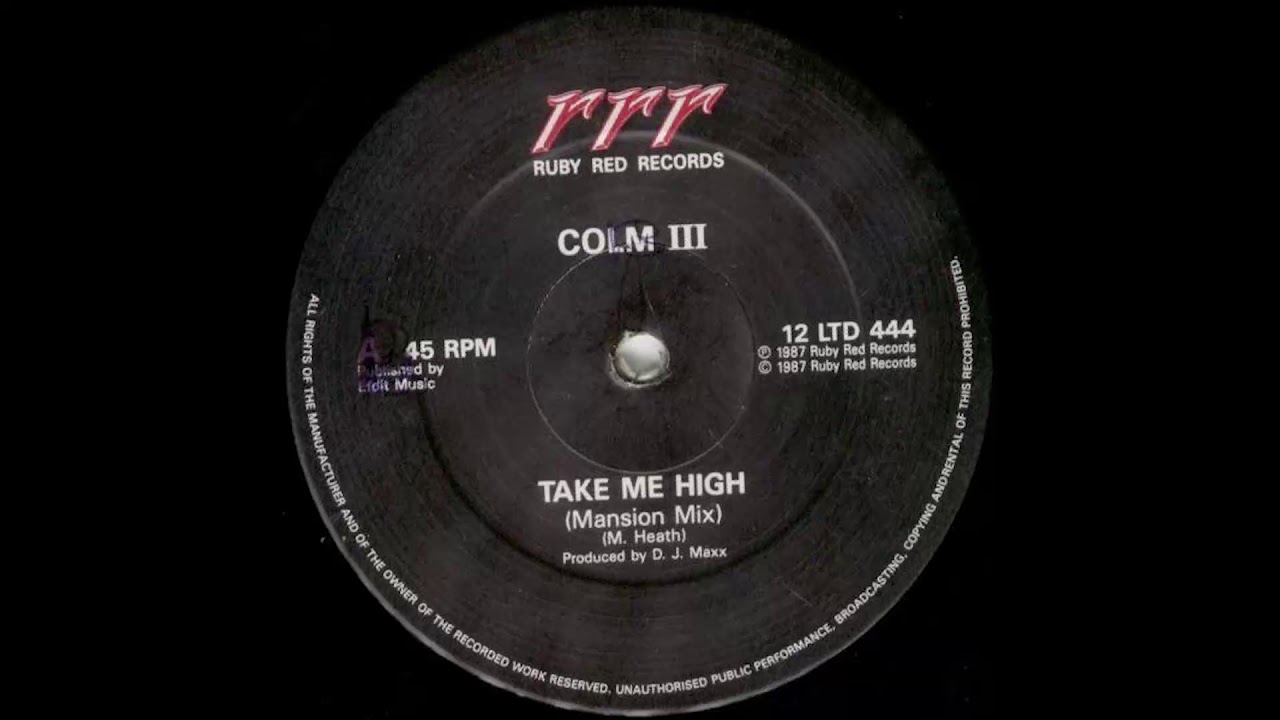 rrr
RUBY RED RECORDS
COLM III
A 45 RPM
Published by
Music
12 LTD 444
℗ 1987 Ruby Red Records
© 1987 Ruby Red Records
TAKE ME HIGH
(Mansion Mix)
(M. Heath)
Produced by D. J. Maxx
ALL RIGHTS OF THE MANUFACTURER AND OF THE OWNER OF THE RECORDED WORK RESERVED. UNAUTHORISED PUBLIC PERFORMANCE, BROADCASTING, COPYING ANDRENTAL OF THIS RECORD PROHIBITED.